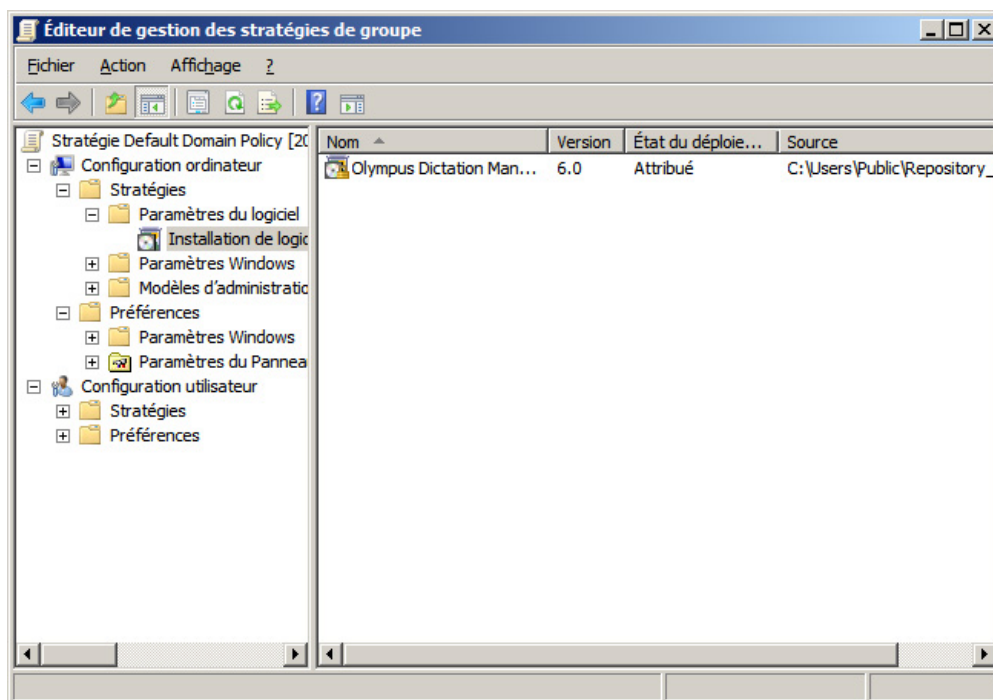 Éditeur de gestion des stratégies de groupe
Fichier Action Affichage ?
Stratégie Default Domain Policy [20
Configuration ordinateur
Stratégies
Paramètres du logiciel
Installation de logic
Paramètres Windows
Modèles d'administratio
Préférences
Paramètres Windows
Paramètres du Pannea
Configuration utilisateur
Stratégies
Préférences
Nom Version État du déploie... Source
Olympus Dictation Man... 6.0 Attribué C:\Users\Public\Repository_